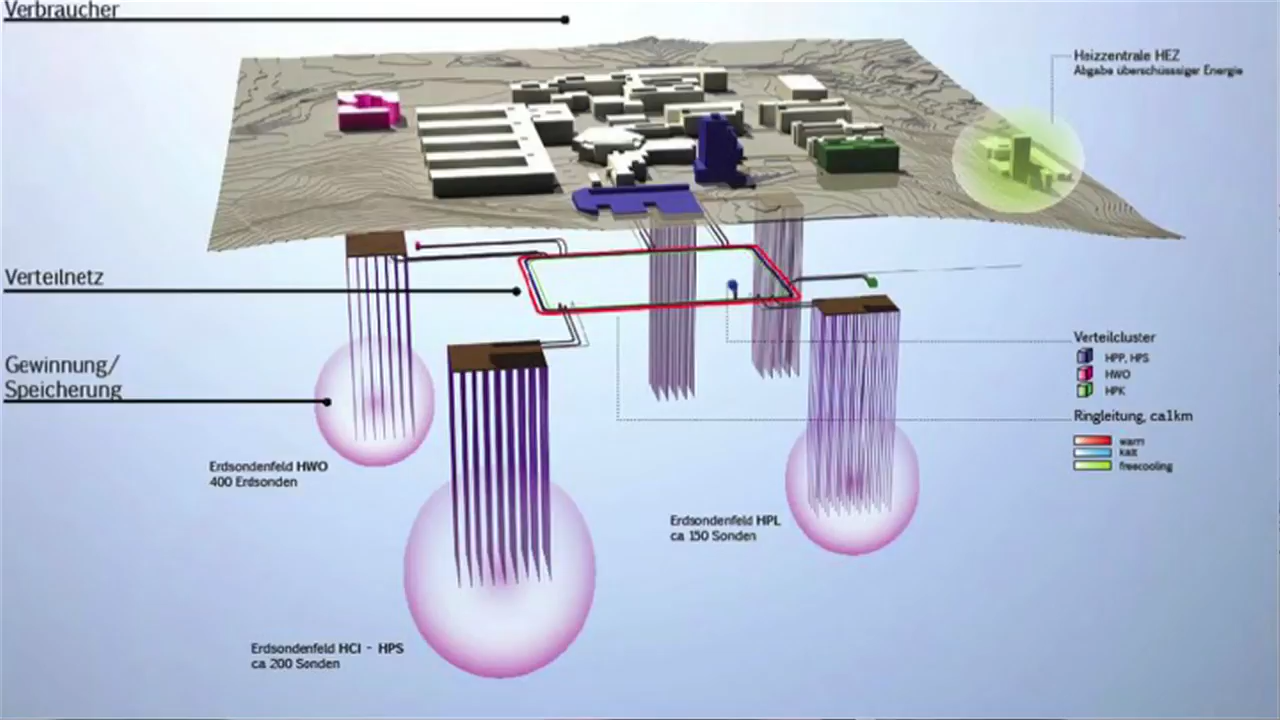 Verbraucher
Heizzentrale HEZ
Abgabe überschüssiger Energie
Verteilnetz
Gewinnung/
Speicherung
Verteilcluster
HPP, HPS
HWO
HPK
Ringleitung, ca1km
warm
kalt
freecooling
Erdsondenfeld HWO
400 Erdsonden
Erdsondenfeld HPL
ca 150 Sonden
Erdsondenfeld HCI - HPS
ca 200 Sonden